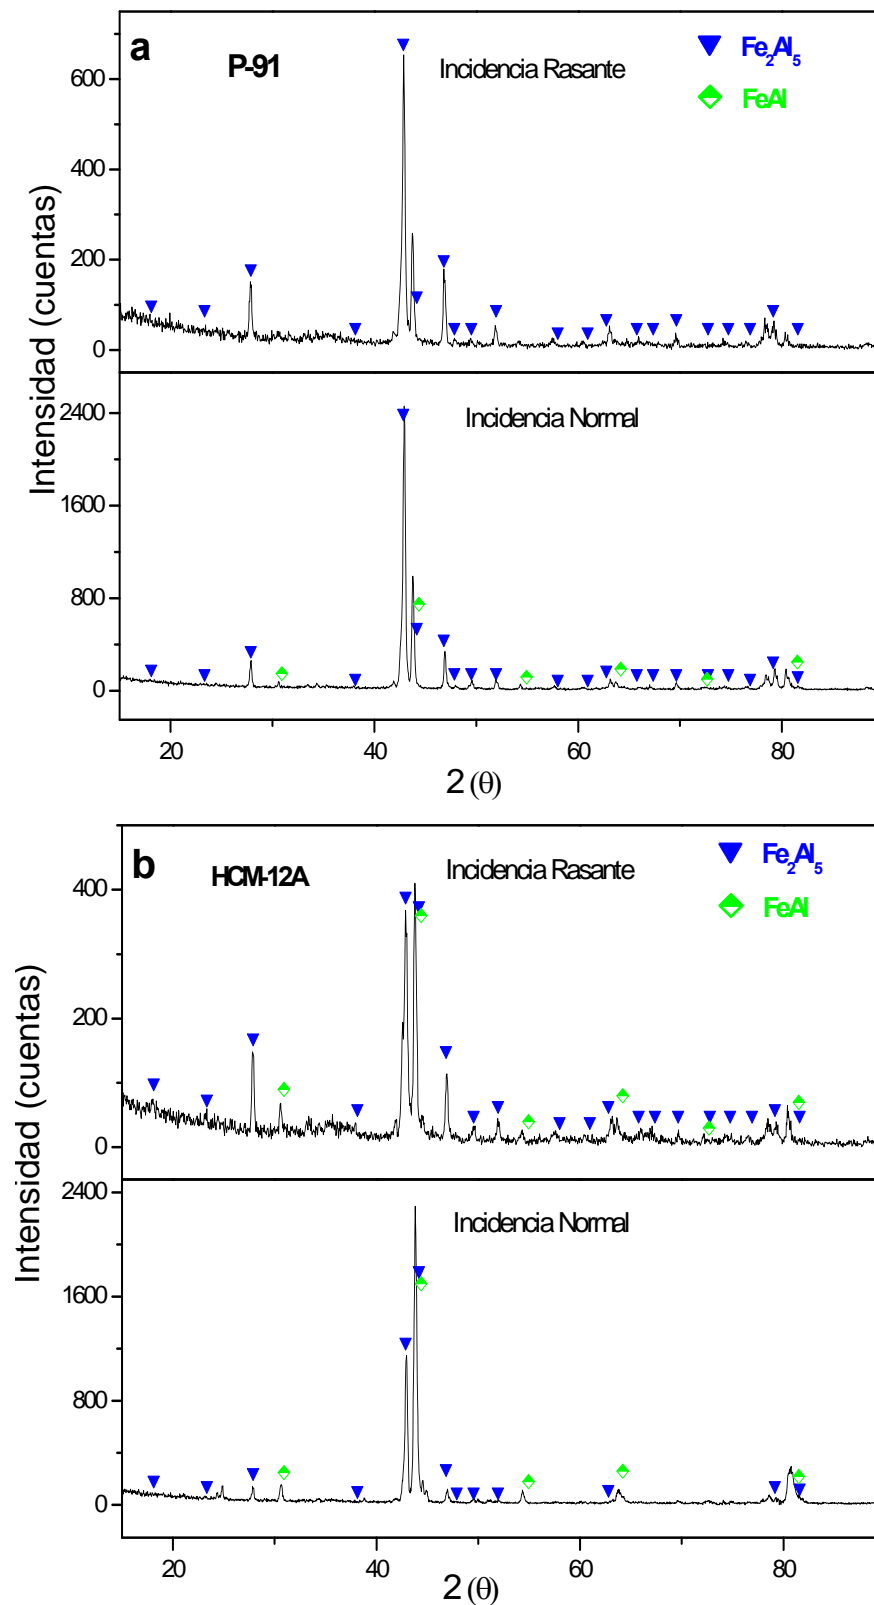 a
P-91
Incidencia Rasante
Fe2Al5
FeAl
600
400
200
0
Incidencia Normal
2400
1600
800
0
20 40 60 80
2 (θ)
Intensidad (cuentas)
b
HCM-12A
Incidencia Rasante
Fe2Al5
FeAl
400
200
0
Incidencia Normal
2400
1600
800
0
20 40 60 80
2 (θ)
Intensidad (cuentas)